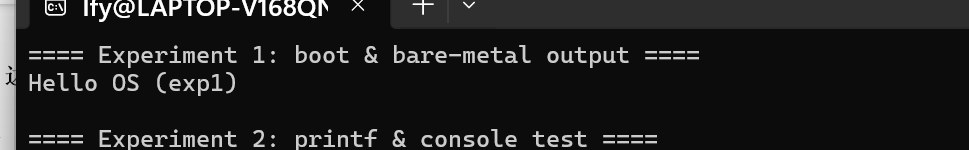 lfy@LAPTOP-V168QN
==== Experiment 1: boot & bare-metal output ====
Hello OS (exp1)
==== Experiment 2: printf & console test ====